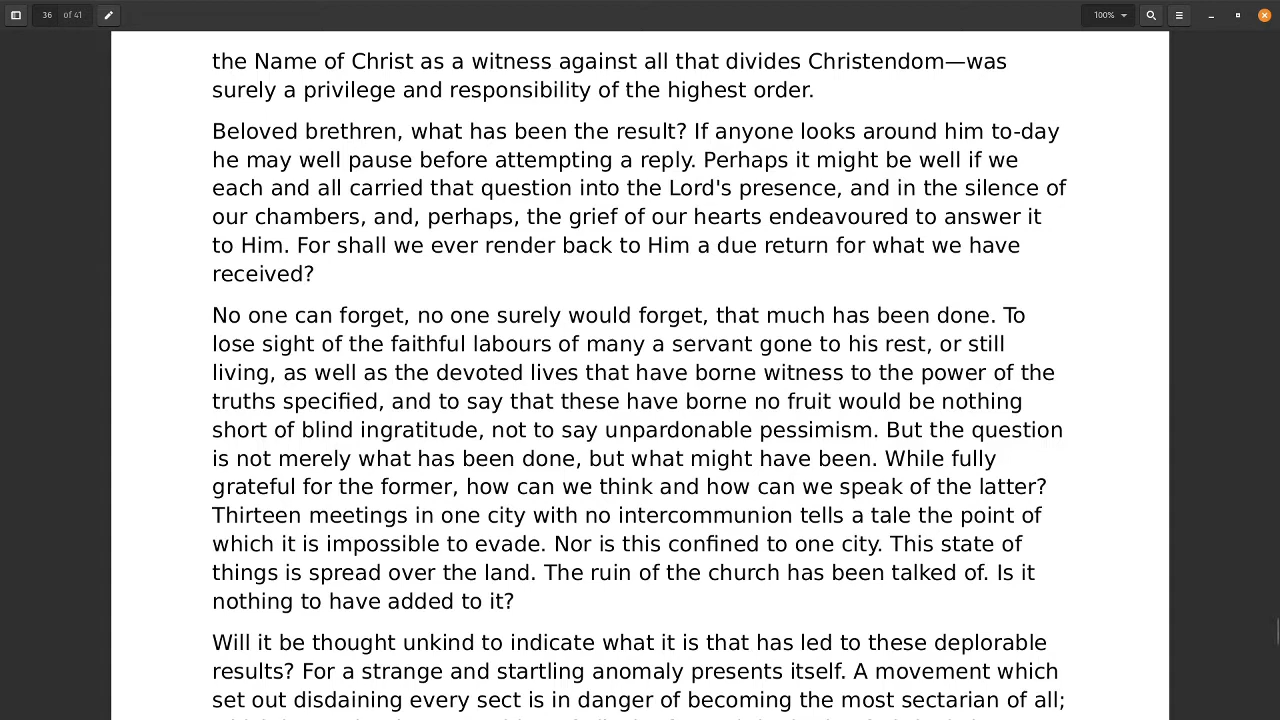 36 of 41
100%
the Name of Christ as a witness against all that divides Christendom—was
surely a privilege and responsibility of the highest order.
Beloved brethren, what has been the result? If anyone looks around him to-day
he may well pause before attempting a reply. Perhaps it might be well if we
each and all carried that question into the Lord's presence, and in the silence of
our chambers, and, perhaps, the grief of our hearts endeavoured to answer it
to Him. For shall we ever render back to Him a due return for what we have
received?
No one can forget, no one surely would forget, that much has been done. To
lose sight of the faithful labours of many a servant gone to his rest, or still
living, as well as the devoted lives that have borne witness to the power of the
truths specified, and to say that these have borne no fruit would be nothing
short of blind ingratitude, not to say unpardonable pessimism. But the question
is not merely what has been done, but what might have been. While fully
grateful for the former, how can we think and how can we speak of the latter?
Thirteen meetings in one city with no intercommunion tells a tale the point of
which it is impossible to evade. Nor is this confined to one city. This state of
things is spread over the land. The ruin of the church has been talked of. Is it
nothing to have added to it?
Will it be thought unkind to indicate what it is that has led to these deplorable
results? For a strange and startling anomaly presents itself. A movement which
set out disdaining every sect is in danger of becoming the most sectarian of all;